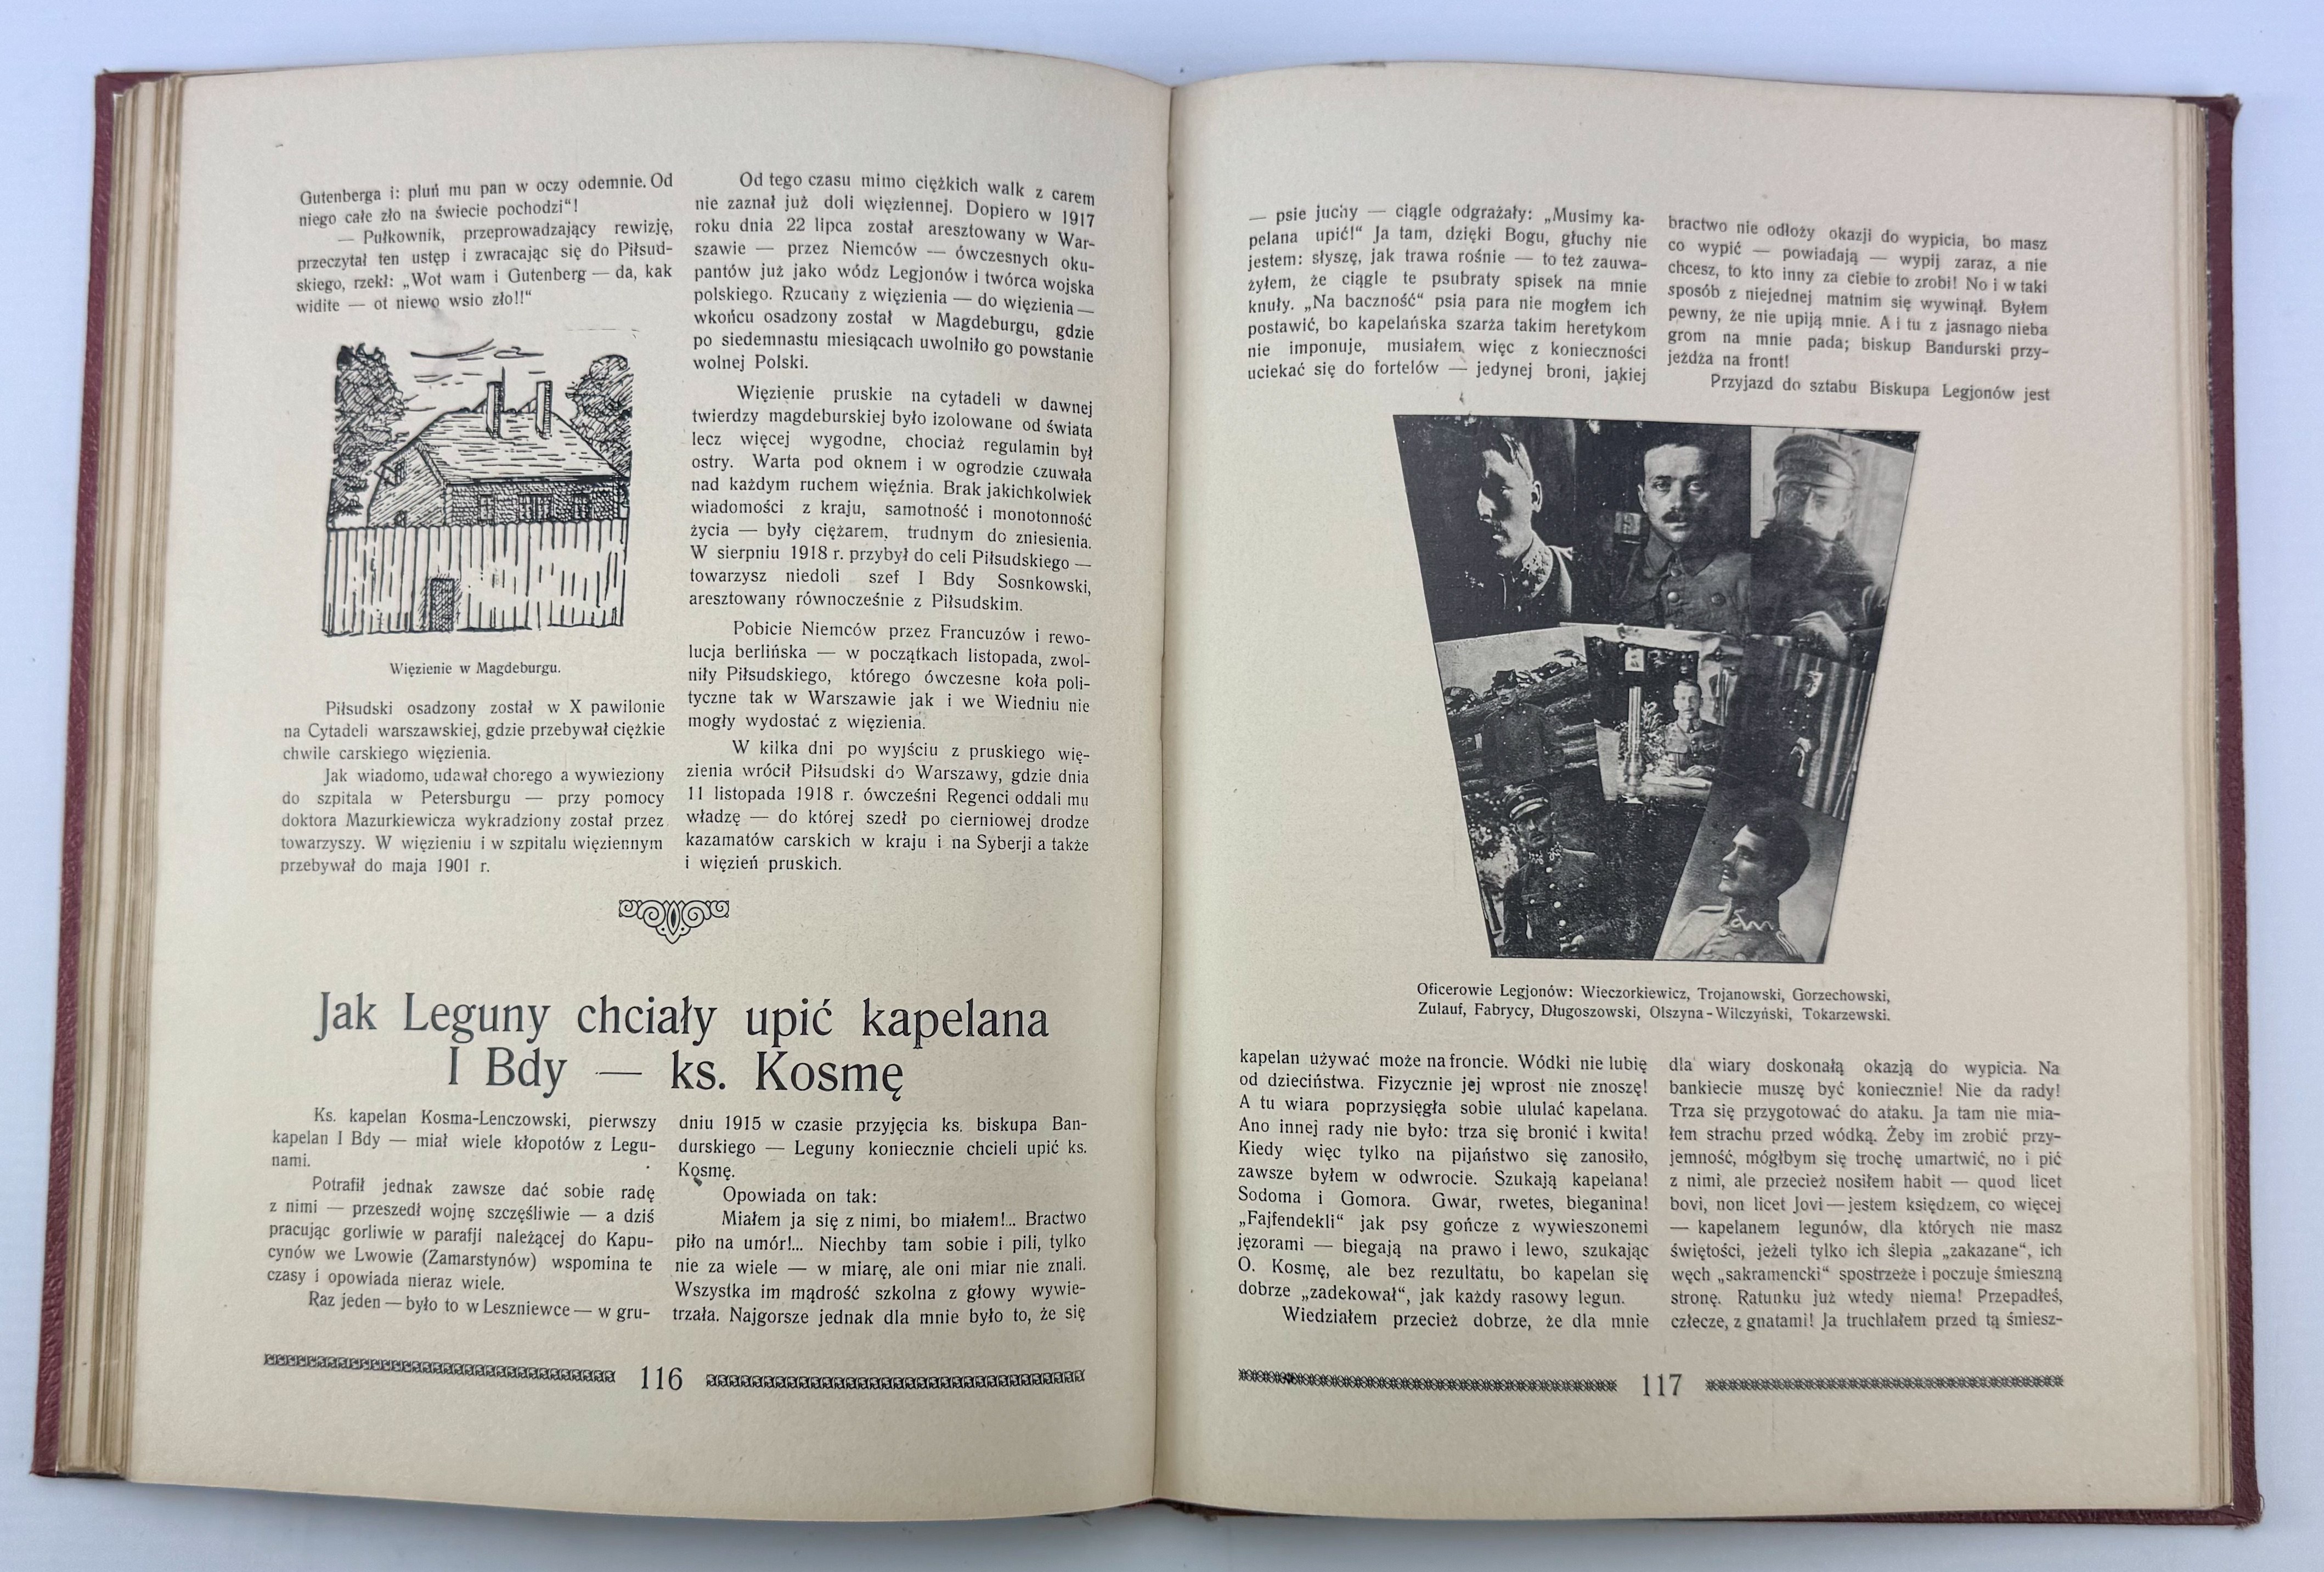 Gutenberga i: pluń mu pan w oczy odemnie. Od
niego całe zło na świecie pochodzi“!
— Pułkownik, przeprowadzający rewizję,
przeczytał ten ustęp i zwracając się do Piłsud-
skiego, rzekł: „Wot wam i Gutenberg — da, kak
widite — ot niewo wsio zło!!“
Więzienie w Magdeburgu.
Piłsudski osadzony został w X pawilonie
na Cytadeli warszawskiej, gdzie przebywał ciężkie
chwile carskiego więzienia.
Jak wiadomo, udawał chorego a wywieziony
do szpitala w Petersburgu — przy pomocy
doktora Mazurkiewicza wykradziony został przez
towarzyszy. W więzieniu i w szpitalu więziennym
przebywał do maja 1901 r.
Od tego czasu mimo ciężkich walk z carem
nie zaznał już doli więziennej. Dopiero w 1917
roku dnia 22 lipca został aresztowany w War-
szawie — przez Niemców — ówczesnych oku-
pantów już jako wódz Legjonów i twórca wojska
polskiego. Rzucany z więzienia — do więzienia —
wkońcu osadzony został w Magdeburgu, gdzie
po siedemnastu miesiącach uwolniło go powstanie
wolnej Polski.
Więzienie pruskie na cytadeli w dawnej
twierdzy magdeburskiej było izolowane od świata
lecz więcej wygodne, chociaż regulamin był
ostry. Warta pod oknem i w ogrodzie czuwała
nad każdym ruchem więźnia. Brak jakichkolwiek
wiadomości z kraju, samotność i monotonność
życia — były ciężarem, trudnym do zniesienia.
W sierpniu 1918 r. przybył do celi Piłsudskiego —
towarzysz niedoli szef I Bdy Sosnkowski,
aresztowany równocześnie z Piłsudskim.
Pobicie Niemców przez Francuzów i rewo-
lucja berlińska — w początkach listopada, zwol-
niły Piłsudskiego, którego ówczesne koła poli-
tyczne tak w Warszawie jak i we Wiedniu nie
mogły wydostać z więzienia.
W kilka dni po wyjściu z pruskiego wię-
zienia wrócił Piłsudski do Warszawy, gdzie dnia
11 listopada 1918 r. ówcześni Regenci oddali mu
władzę — do której szedł po cierniowej drodze
kazamatów carskich w kraju i na Syberji a także
i więzień pruskich.
Jak Leguny chciały upić kapelana
I Bdy — ks. Kosmę
Ks. kapelan Kosma-Lenczowski, pierwszy
kapelan I Bdy — miał wiele kłopotów z Legu-
nami.
Potrafił jednak zawsze dać sobie radę
z nimi — przeszedł wojnę szczęśliwie — a dziś
pracując gorliwie w parafji należącej do Kapu-
cynów we Lwowie (Zamarstynów) wspomina te
czasy i opowiada nieraz wiele.
Raz jeden — było to w Leszniewce — w gru-
dniu 1915 w czasie przyjęcia ks. biskupa Ban-
durskiego — Leguny koniecznie chcieli upić ks.
Kosmę.
Opowiada on tak:
Miałem ja się z nimi, bo miałem!... Bractwo
piło na umór!... Niechby tam sobie i pili, tylko
nie za wiele — w miarę, ale oni miar nie znali.
Wszystka im mądrość szkolna z głowy wywie-
trzała. Najgorsze jednak dla mnie było to, że się
116
— psie juchy — ciągle odgrażały: „Musimy ka-
pelana upić!“ Ja tam, dzięki Bogu, głuchy nie
jestem: słyszę, jak trawa rośnie — to też zauwa-
żyłem, że ciągle te psubraty spisek na mnie
knuły. „Na baczność“ psia para nie mogłem ich
postawić, bo kapelańska szarża takim heretykom
nie imponuje, musiałem więc z konieczności
uciekać się do fortelów — jedynej broni, jakiej
bractwo nie odłoży okazji do wypicia, bo masz
co wypić — powiadają — wypij zaraz, a nie
chcesz, to kto inny za ciebie to zrobi! No i w taki
sposób z niejednej matnim się wywinął. Byłem
pewny, że nie upiją mnie. A i tu z jasnago nieba
grom na mnie pada; biskup Bandurski przy-
jeżdża na front!
Przyjazd do sztabu Biskupa Legjonów jest
Oficerowie Legjonów: Wieczorkiewicz, Trojanowski, Gorzechowski,
Zulauf, Fabrycy, Długoszowski, Olszyna-Wilczyński, Tokarzewski.
kapelan używać może na froncie. Wódki nie lubię
od dzieciństwa. Fizycznie jej wprost nie znoszę!
A tu wiara poprzysięgła sobie ululać kapelana.
Ano innej rady nie było: trza się bronić i kwita!
Kiedy więc tylko na pijaństwo się zanosiło,
zawsze byłem w odwrocie. Szukają kapelana!
Sodoma i Gomora. Gwar, rwetes, bieganina!
„Fajfendekli“ jak psy gończe z wywieszonemi
jęzorami — biegają na prawo i lewo, szukając
O. Kosmę, ale bez rezultatu, bo kapelan się
dobrze „zadekował“, jak każdy rasowy legun.
Wiedziałem przecież dobrze, że dla mnie
dla wiary doskonałą okazją do wypicia. Na
bankiecie muszę być koniecznie! Nie da rady!
Trza się przygotować do ataku. Ja tam nie mia-
łem strachu przed wódką. Żeby im zrobić przy-
jemność, mógłbym się trochę umartwić, no i pić
z nimi, ale przecież nosiłem habit — quod licet
bovi, non licet Jovi — jestem księdzem, co więcej
— kapelanem legunów, dla których nie masz
świętości, jeżeli tylko ich ślepia „zakazane“, ich
węch „sakramencki“ spostrzeże i poczuje śmieszną
stronę. Ratunku już wtedy niema! Przepadłeś,
człecze, z gnatami! Ja truchlałem przed tą śmiesz-
117